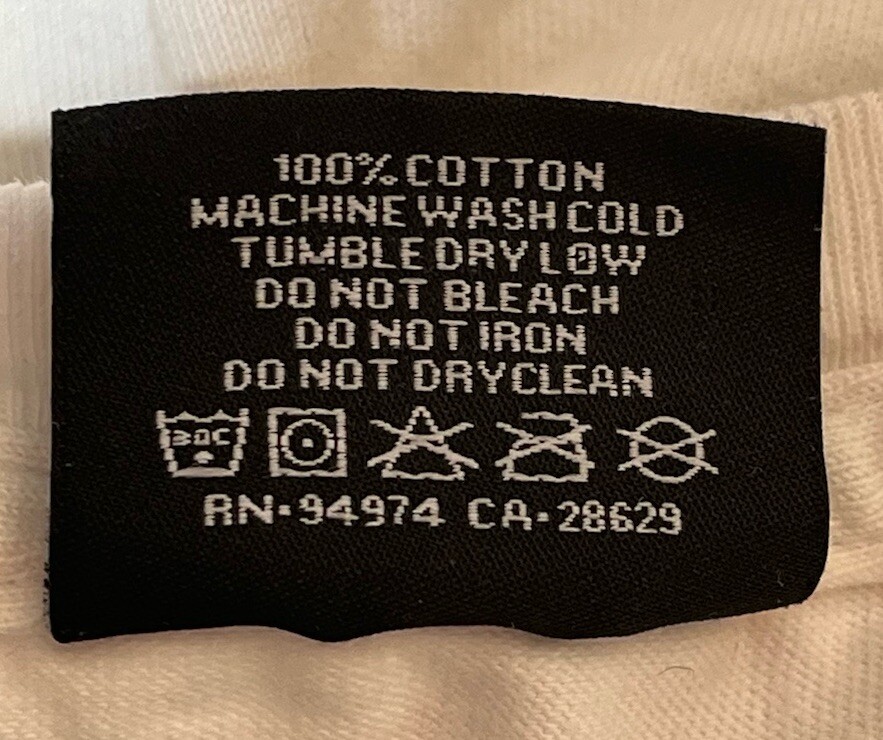 100% COTTON
MACHINE WASH COLD
TUMBLE DRY LOW
DO NOT BLEACH
DO NOT IRON
DO NOT DRYCLEAN
30C
RN·94974 CA·28629